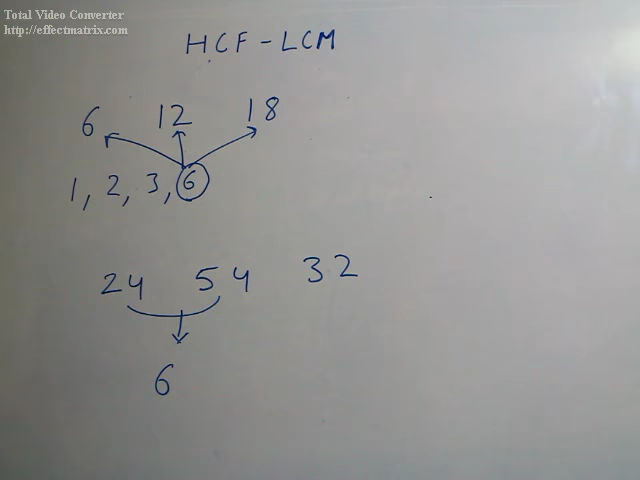 Total Video Converter
http://effectmatrix.com
HCF - LCM
6 12 18
1, 2, 3, 6
24 54 32
6